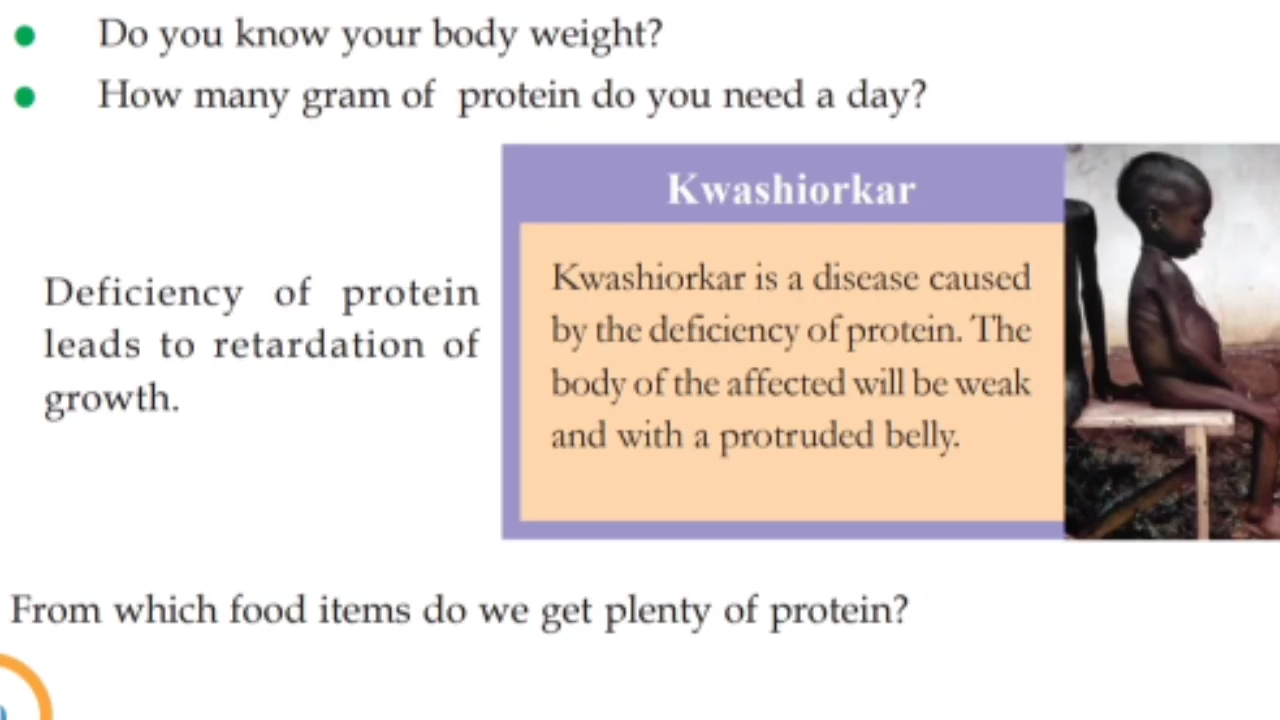 Do you know your body weight?
How many gram of protein do you need a day?
Kwashiorkar
Deficiency of protein
leads to retardation of
growth.
Kwashiorkar is a disease caused
by the deficiency of protein. The
body of the affected will be weak
and with a protruded belly.
From which food items do we get plenty of protein?